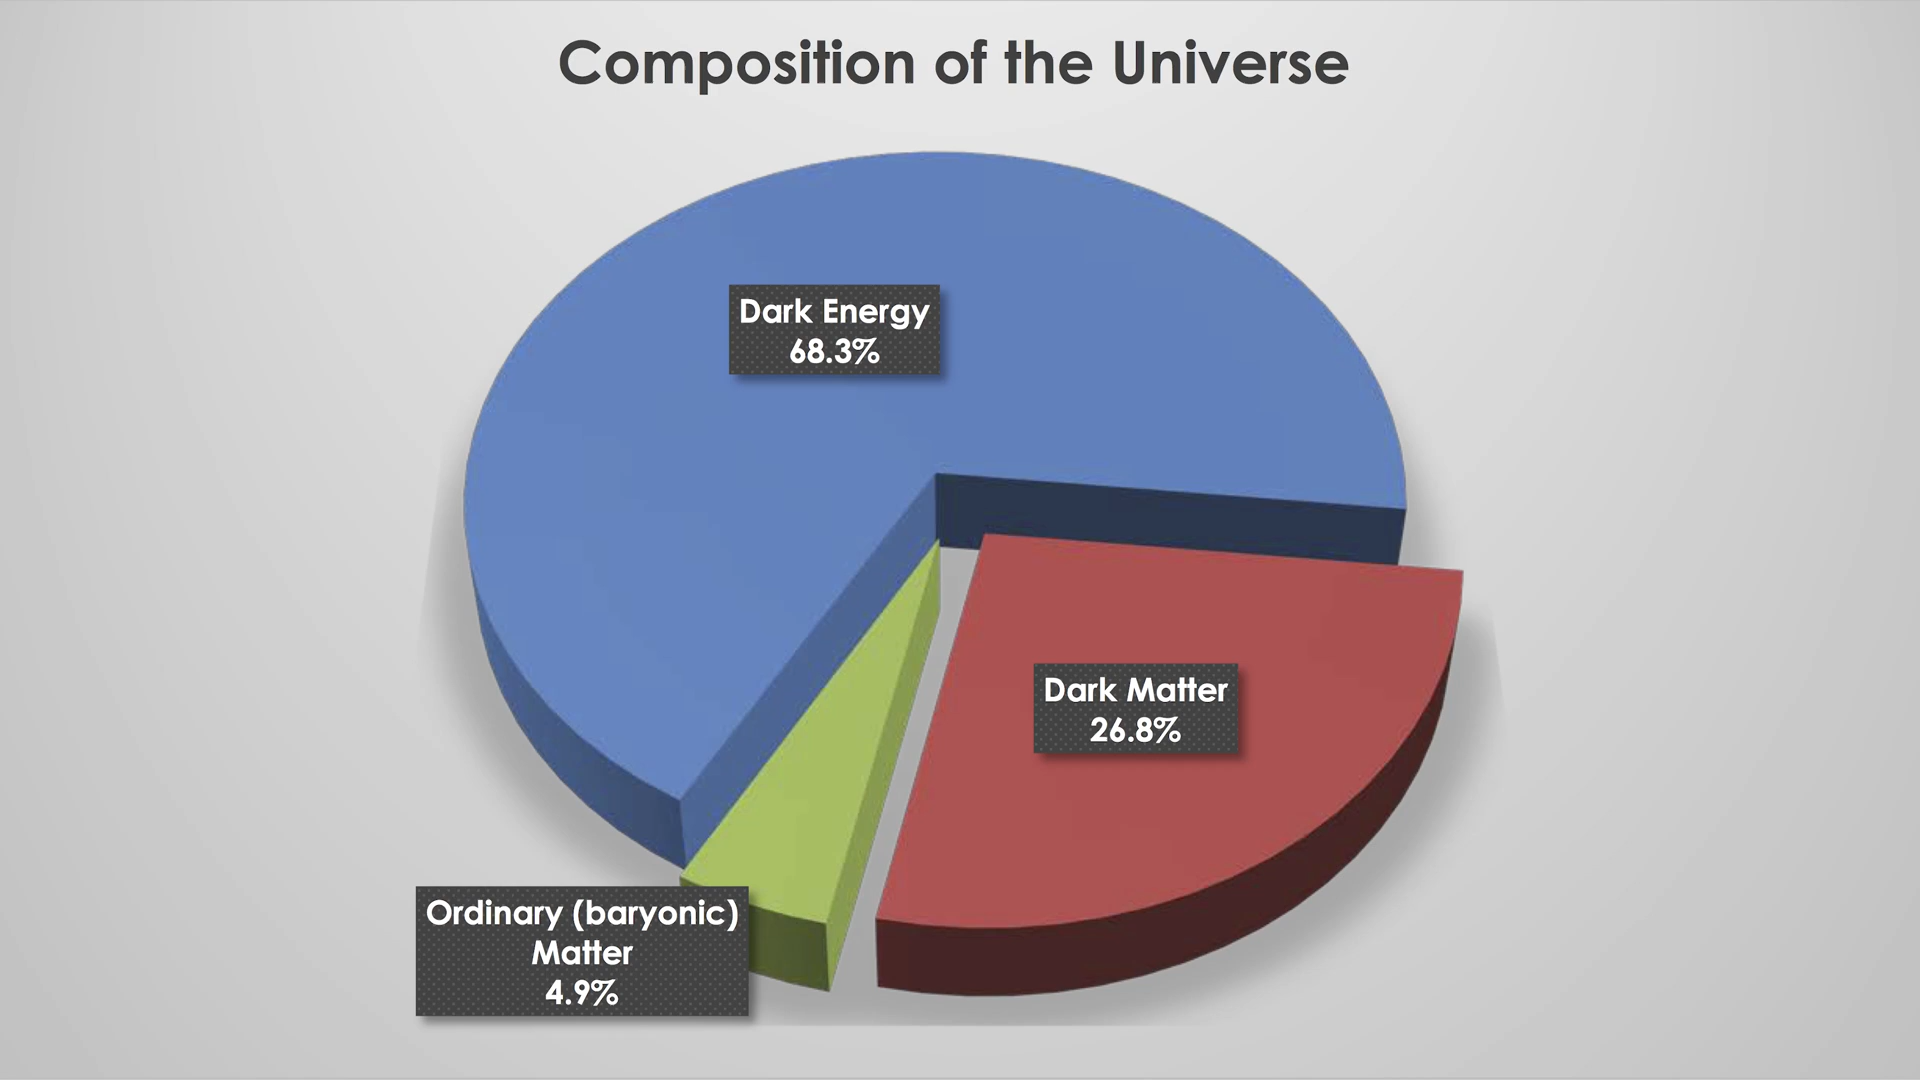 Composition of the Universe
Dark Energy
68.3%
Dark Matter
26.8%
Ordinary (baryonic)
Matter
4.9%